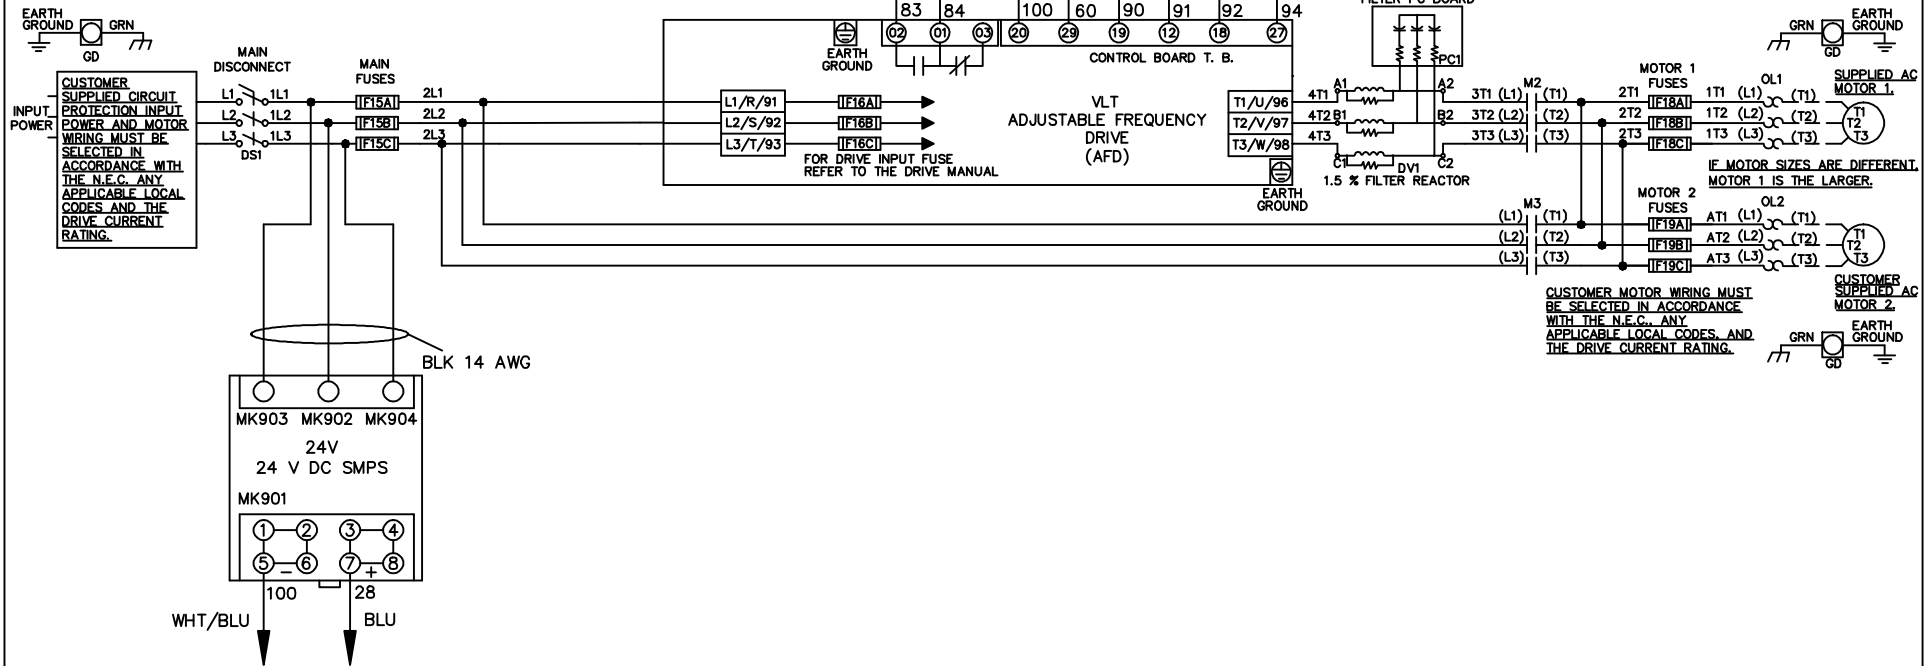 83 84 100 60 90 91 92 94
EARTH
GROUND
GRN
GD
02 01 03 20 29 19 12 18 27
EARTH
GROUND
CONTROL BOARD T. B.
PC1
GRN
EARTH
GROUND
GD
INPUT
POWER
CUSTOMER
SUPPLIED CIRCUIT
PROTECTION INPUT
POWER AND MOTOR
WIRING MUST BE
SELECTED IN
ACCORDANCE WITH
THE N.E.C. ANY
APPLICABLE LOCAL
CODES AND THE
DRIVE CURRENT
RATING.
MAIN
DISCONNECT
L1 1L1
L2 1L2
L3 1L3
DS1
MAIN
FUSES
F15A 2L1
F15B 2L2
F15C 2L3
L1/R/91 F16A
L2/S/92 F16B
L3/T/93 F16C
FOR DRIVE INPUT FUSE
REFER TO THE DRIVE MANUAL
VLT
ADJUSTABLE FREQUENCY
DRIVE
(AFD)
T1/U/96 4T1 A1 A2
T2/V/97 4T2 B1 B2
T3/W/98 4T3 C1 C2
DV1
1.5 % FILTER REACTOR
EARTH
GROUND
M2
3T1 (L1) (T1)
3T2 (L2) (T2)
3T3 (L3) (T3)
MOTOR 1
FUSES
OL1
2T1 F18A 1T1 (L1) (T1)
2T2 F18B 1T2 (L2) (T2)
2T3 F18C 1T3 (L3) (T3)
SUPPLIED AC
MOTOR 1.
T1
T2
T3
IF MOTOR SIZES ARE DIFFERENT,
MOTOR 1 IS THE LARGER.
M3
(L1) (T1)
(L2) (T2)
(L3) (T3)
MOTOR 2
FUSES
OL2
F19A AT1 (L1) (T1)
F19B AT2 (L2) (T2)
F19C AT3 (L3) (T3)
T1
T2
T3
CUSTOMER
SUPPLIED AC
MOTOR 2.
CUSTOMER MOTOR WIRING MUST
BE SELECTED IN ACCORDANCE
WITH THE N.E.C., ANY
APPLICABLE LOCAL CODES, AND
THE DRIVE CURRENT RATING.
GRN
EARTH
GROUND
GD
BLK 14 AWG
MK903 MK902 MK904
24V
24 V DC SMPS
MK901
1 2 3 4
5 - 6 7 + 8
100 28
WHT/BLU BLU